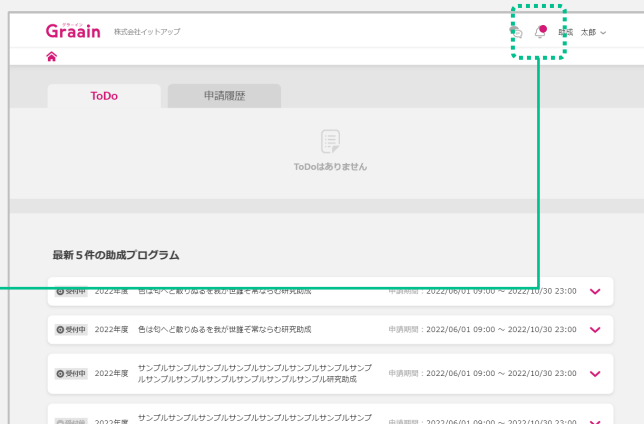 グラーイン
Graain 株式会社イットアップ 助成 太郎
ToDo 申請履歴
ToDoはありません
最新5件の助成プログラム
受付中 2022年度 色は匂へど散りぬるを我が世誰ぞ常ならむ研究助成 申請期間：2022/06/01 09:00 ～ 2022/10/30 23:00
受付中 2022年度 色は匂へど散りぬるを我が世誰ぞ常ならむ研究助成 申請期間：2022/06/01 09:00 ～ 2022/10/30 23:00
受付中 2022年度 サンプルサンプルサンプルサンプルサンプルサンプルサンプルサンプ
ルサンプルサンプルサンプルサンプルサンプルサンプル研究助成 申請期間：2022/06/01 09:00 ～ 2022/10/30 23:00
2022年度 サンプルサンプルサンプルサンプルサンプルサンプルサンプルサンプ
申請期間：2022/06/01 09:00 ～ 2022/10/30 23:00